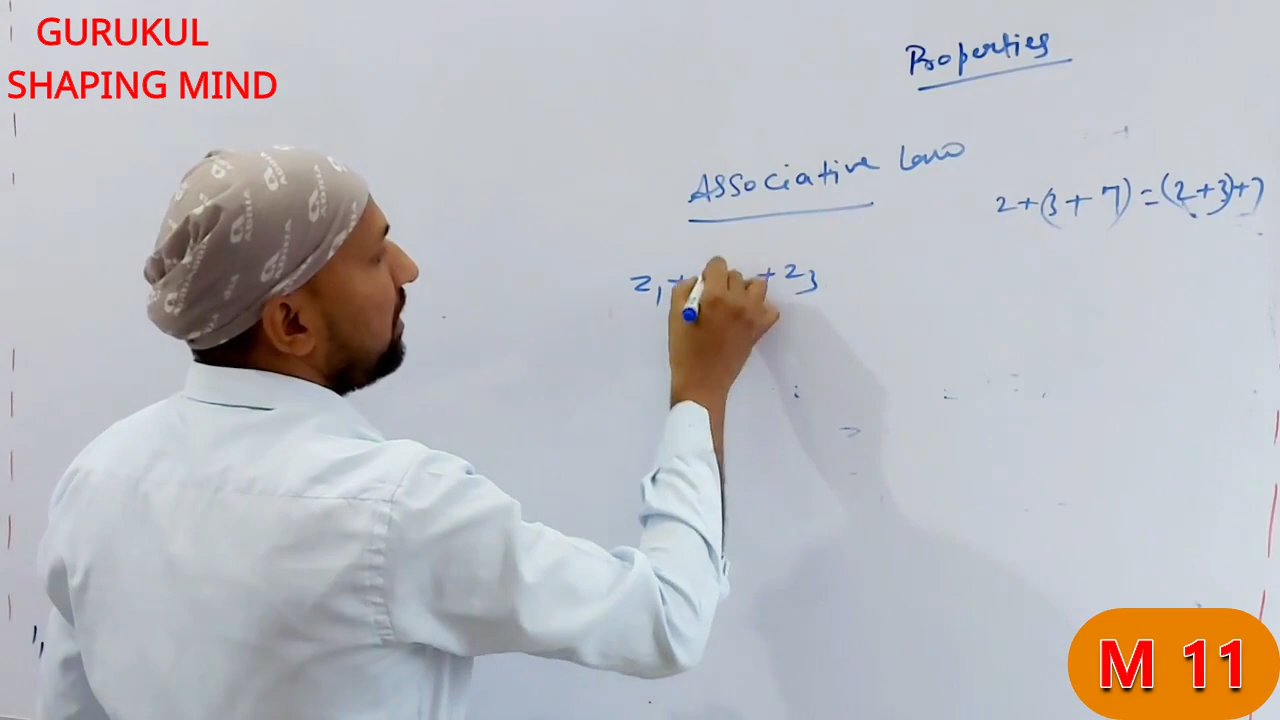 GURUKUL
SHAPING MIND
Properties
Associative Law
2+(3+7)=(2+3)+7
z₁+ +z₃
M 11